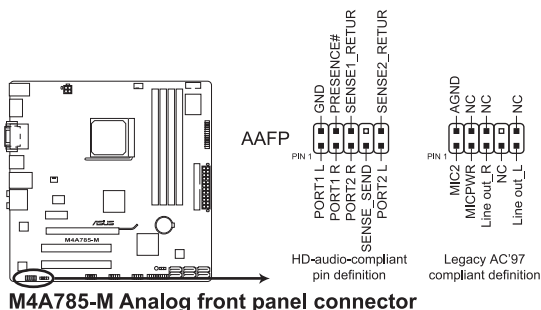 GND
PRESENCE#
SENSE1_RETUR
SENSE2_RETUR
AGND
NC
NC
NC
AAFP
PIN 1
PIN 1
PORT1 L
PORT1 R
PORT2 R
SENSE_SEND
PORT2 L
MIC2
MICPWR
Line out_R
NC
Line out_L
ASUS
M4A785-M
HD-audio-compliant
pin definition
Legacy AC'97
compliant definition
M4A785-M Analog front panel connector